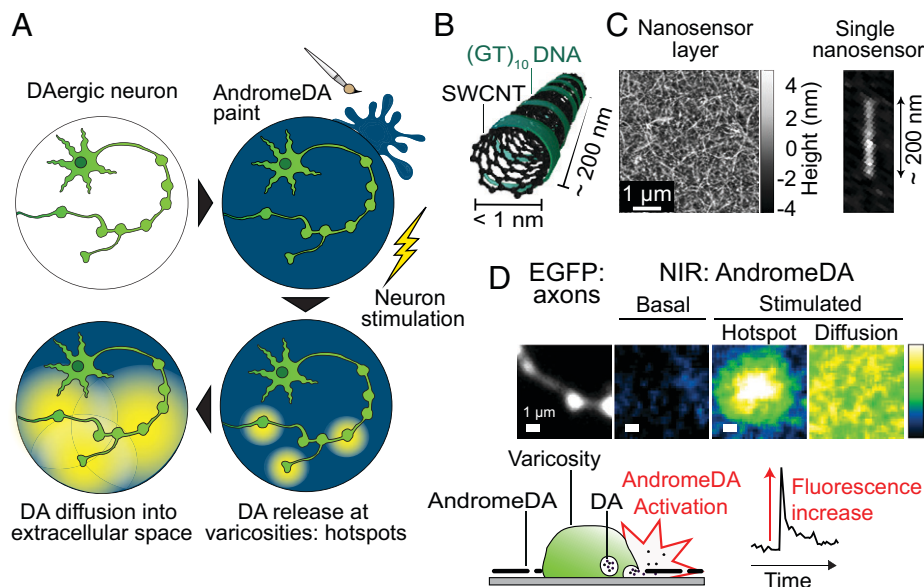 A
DAergic neuron
AndromeDA
paint
Neuron
stimulation
DA diffusion into
extracellular space
DA release at
varicosities: hotspots
B
(GT)10 DNA
SWCNT
~ 200 nm
< 1 nm
C
Nanosensor
layer
1 µm
4
2
0
-2
-4
Height (nm)
Single
nanosensor
~ 200 nm
D
EGFP:
axons
NIR: AndromeDA
Basal
Stimulated
Hotspot
Diffusion
1 µm
Varicosity
AndromeDA
DA
AndromeDA
Activation
Fluorescence
increase
Time